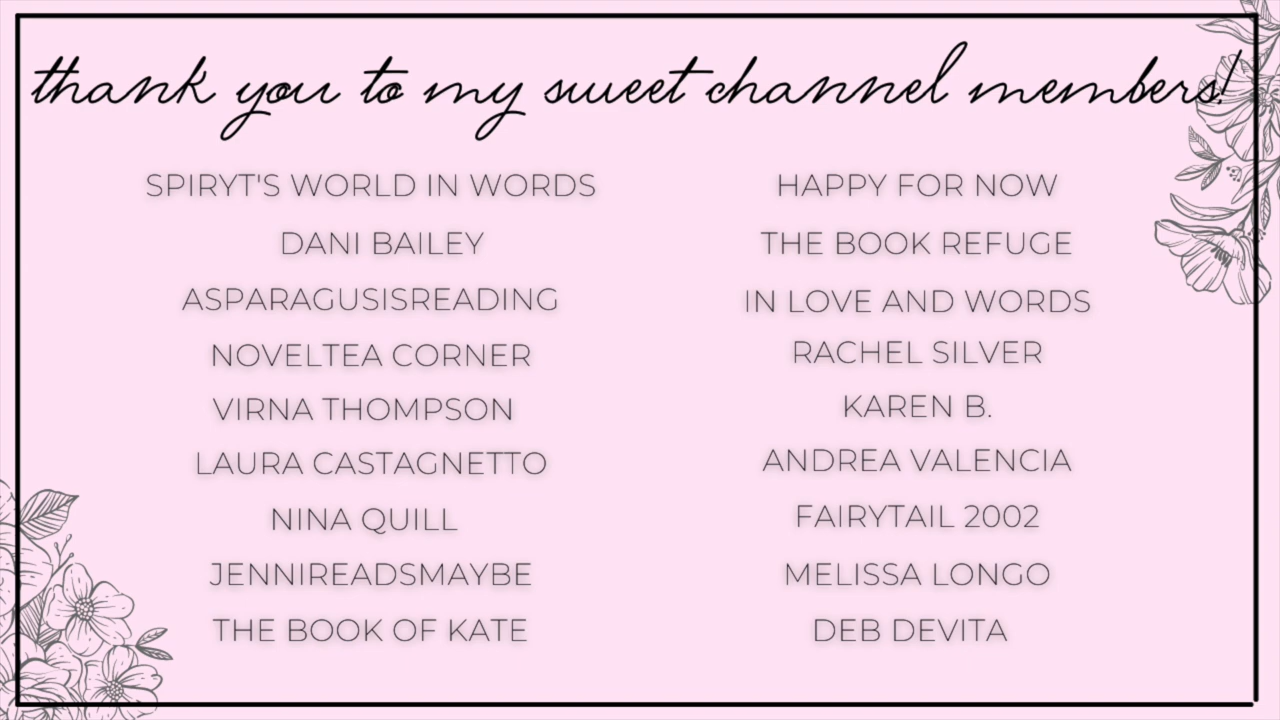 thank you to my sweet channel members!
SPIRYT'S WORLD IN WORDS
DANI BAILEY
ASPARAGUSISREADING
NOVELTEA CORNER
VIRNA THOMPSON
LAURA CASTAGNETTO
NINA QUILL
JENNIREADSMAYBE
THE BOOK OF KATE
HAPPY FOR NOW
THE BOOK REFUGE
IN LOVE AND WORDS
RACHEL SILVER
KAREN B.
ANDREA VALENCIA
FAIRYTAIL 2002
MELISSA LONGO
DEB DEVITA